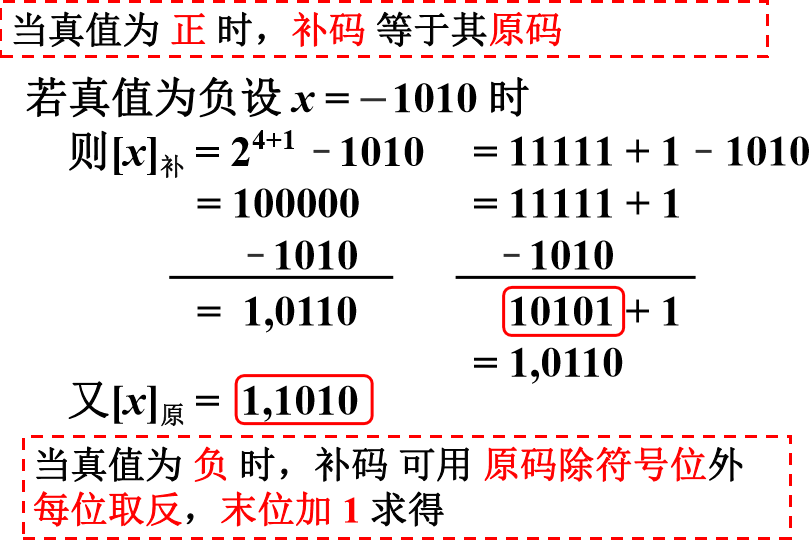 当真值为 正 时，补码 等于其原码
若真值为负设 x = −1010 时
则[x]补 = 2^4+1 − 1010 = 11111 + 1 − 1010
= 100000 = 11111 + 1
− 1010 − 1010
= 1,0110 10101 + 1
= 1,0110
又[x]原 = 1,1010
当真值为 负 时，补码 可用 原码除符号位外
每位取反，末位加 1 求得